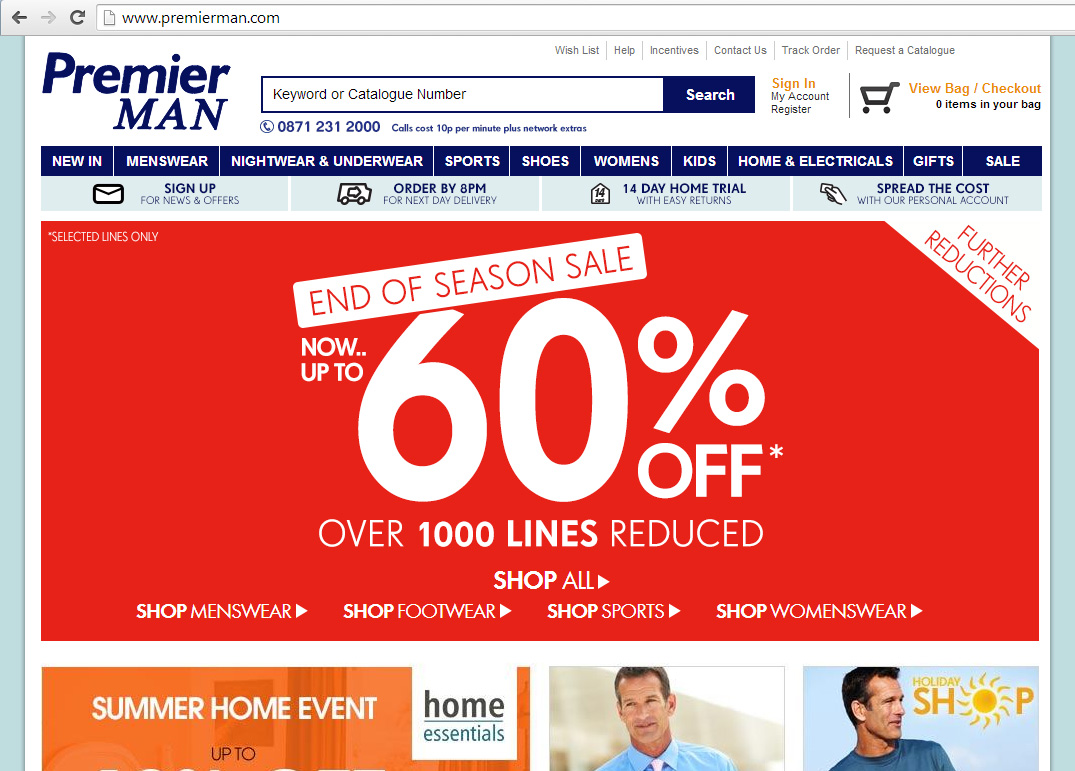 www.premierman.com
Wish List
Help
Incentives
Contact Us
Track Order
Request a Catalogue
Premier
MAN
Keyword or Catalogue Number
Search
Sign In
My Account
Register
View Bag / Checkout
0 items in your bag
0871 231 2000 Calls cost 10p per minute plus network extras
NEW IN
MENSWEAR
NIGHTWEAR & UNDERWEAR
SPORTS
SHOES
WOMENS
KIDS
HOME & ELECTRICALS
GIFTS
SALE
SIGN UP
FOR NEWS & OFFERS
ORDER BY 8PM
FOR NEXT DAY DELIVERY
14
14 DAY HOME TRIAL
WITH EASY RETURNS
SPREAD THE COST
WITH OUR PERSONAL ACCOUNT
*SELECTED LINES ONLY
FURTHER
REDUCTIONS
END OF SEASON SALE
NOW..
UP TO
60%
OFF*
OVER 1000 LINES REDUCED
SHOP ALL
SHOP MENSWEAR
SHOP FOOTWEAR
SHOP SPORTS
SHOP WOMENSWEAR
SUMMER HOME EVENT
UP TO
home
essentials
HOLIDAY
SHOP